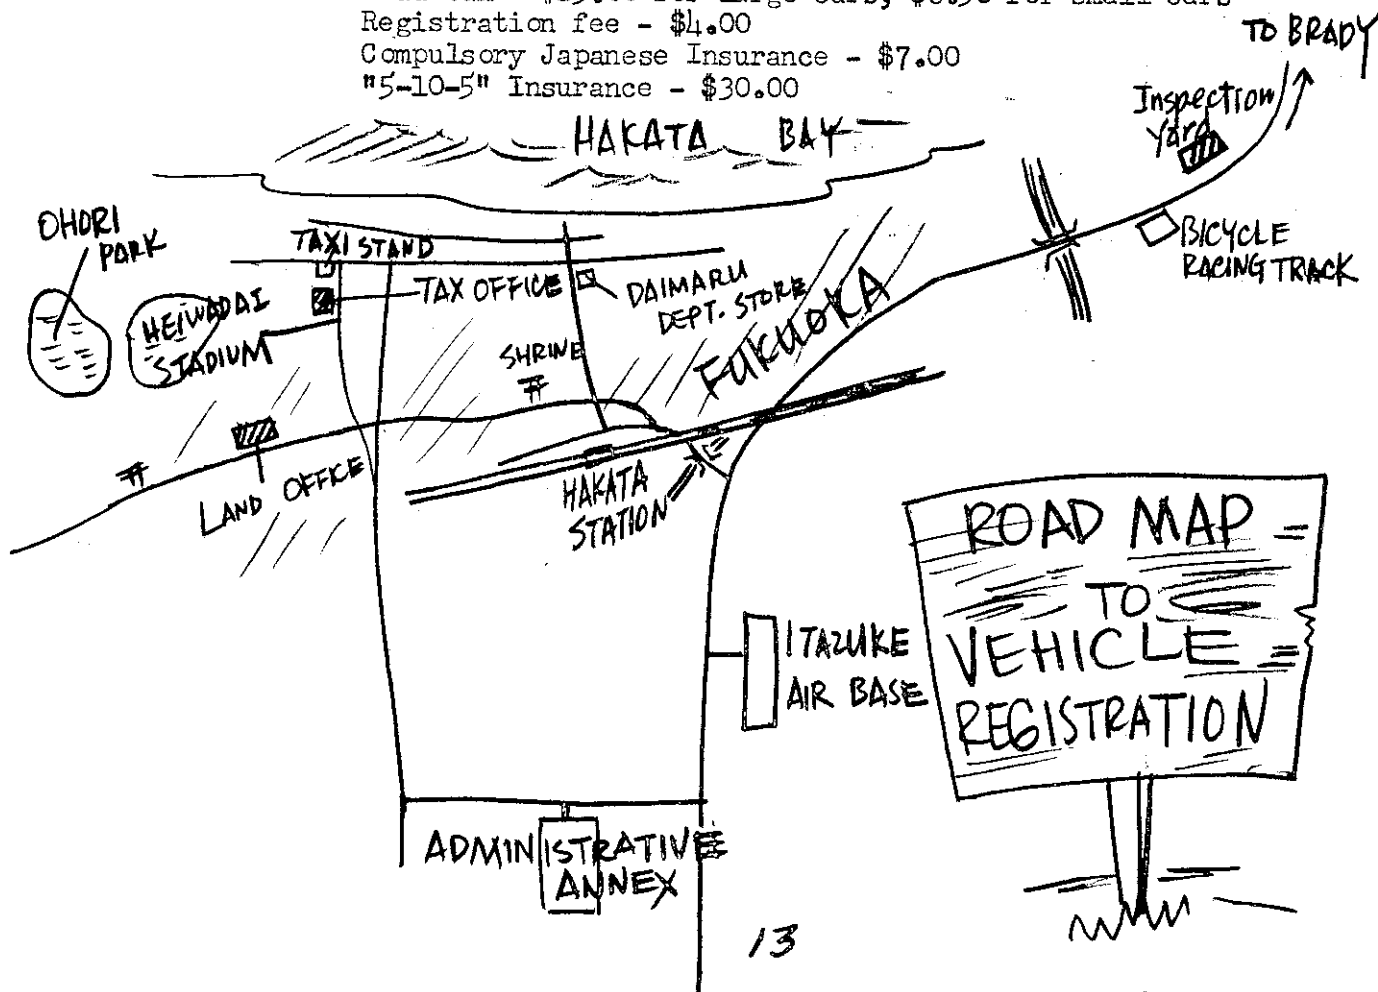 Registration fee - $4.00
Compulsory Japanese Insurance - $7.00
"5-10-5" Insurance - $30.00
TO BRADY
Inspection
Yard
HAKATA BAY
OHORI
PARK
TAXI STAND
TAX OFFICE
DAIMARU
DEPT. STORE
BICYCLE
RACING TRACK
HEIWADAI
STADIUM
SHRINE
FUKUOKA
LAND OFFICE
HAKATA
STATION
ROAD MAP
TO
VEHICLE
REGISTRATION
ITAZUKE
AIR BASE
ADMINISTRATIVE
ANNEX
13